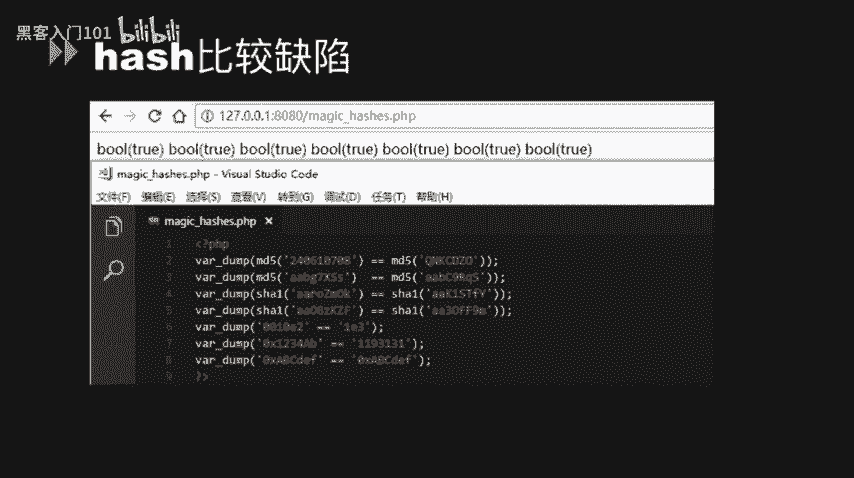 黑客入门101 bilibili
hash比较缺陷
127.0.0.1:8080/magic_hashes.php
bool(true) bool(true) bool(true) bool(true) bool(true) bool(true) bool(true)
magic_hashes.php - Visual Studio Code
文件(F) 编辑(E) 选择(S) 查看(V) 转到(G) 调试(D) 任务(T) 帮助(H)
magic_hashes.php ×
1 <?php
2 var_dump(md5('240610708') == md5('QNKCDZO'));
3 var_dump(md5('aabg7XSs') == md5('aabC9RqS'));
4 var_dump(sha1('aaroZmOk') == sha1('aaK1STfY'));
5 var_dump(sha1('aaO8zKZF') == sha1('aa3OFF9m'));
6 var_dump('0010e2' == '1e3');
7 var_dump('0x1234Ab' == '1193131');
8 var_dump('0xABCdef' == '0xABCdef');
9 ?>